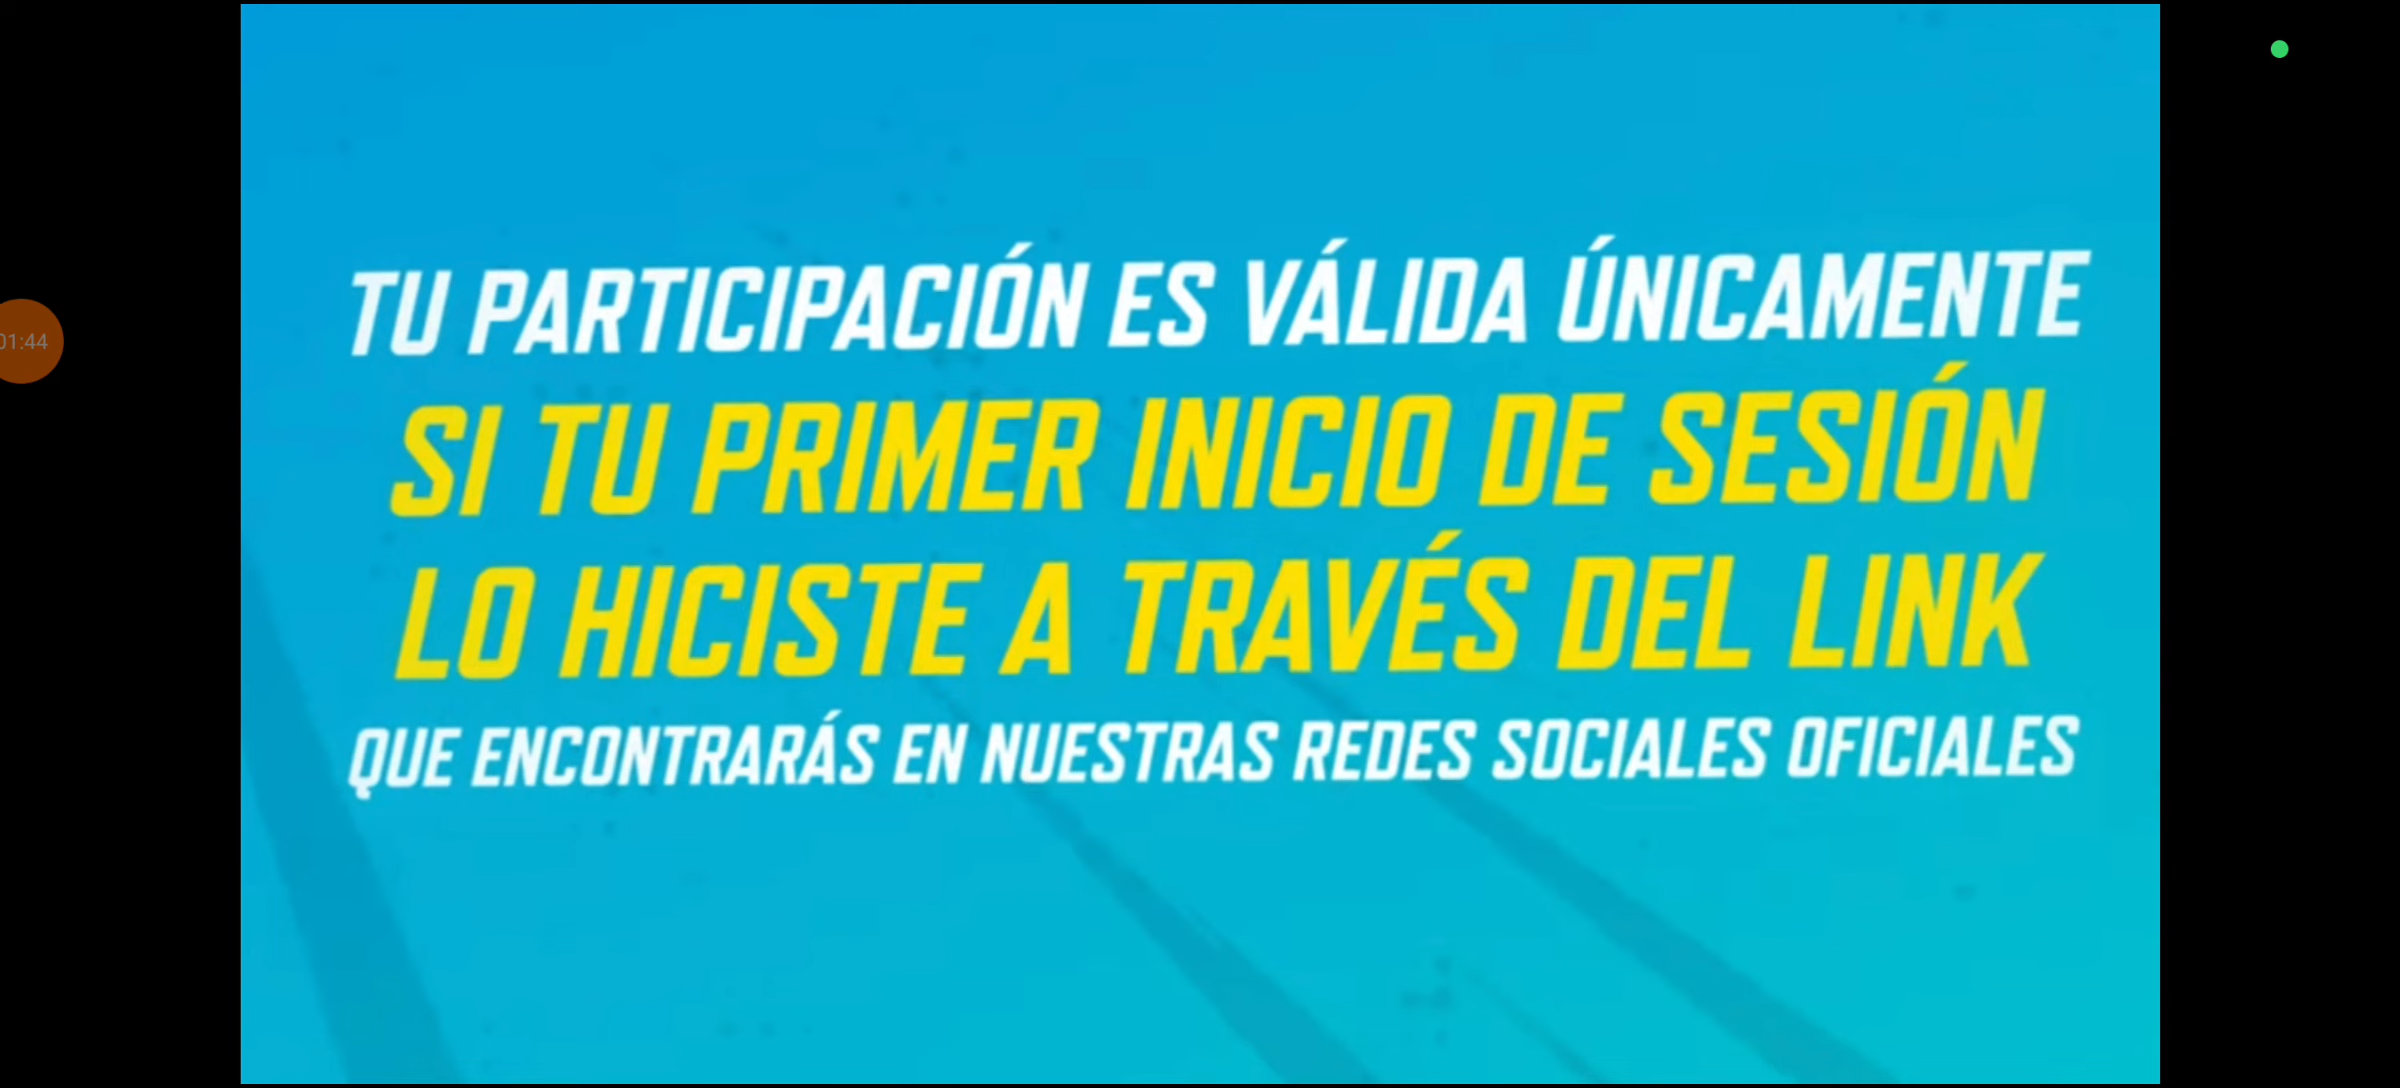 TU PARTICIPACIÓN ES VÁLIDA ÚNICAMENTE
SI TU PRIMER INICIO DE SESIÓN
LO HICISTE A TRAVÉS DEL LINK
QUE ENCONTRARÁS EN NUESTRAS REDES SOCIALES OFICIALES
01:44